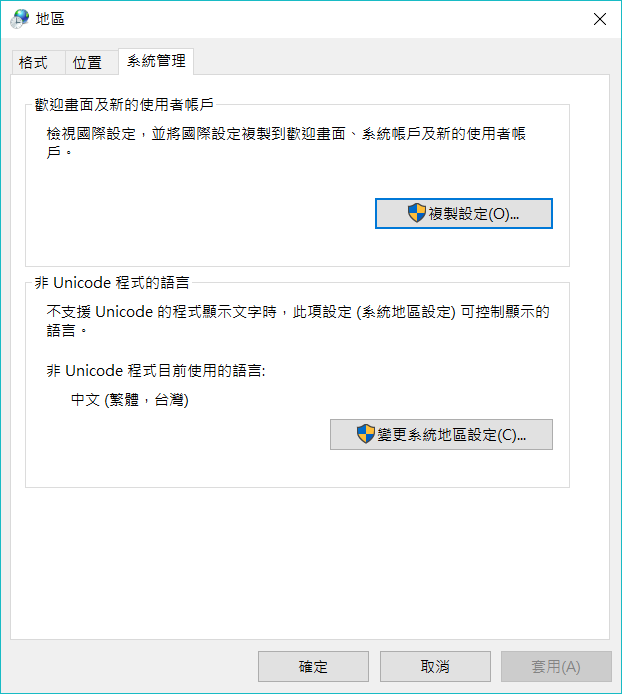 地區
格式
位置
系統管理
歡迎畫面及新的使用者帳戶
檢視國際設定，並將國際設定複製到歡迎畫面、系統帳戶及新的使用者帳
戶。
複製設定(O)...
非 Unicode 程式的語言
不支援 Unicode 的程式顯示文字時，此項設定 (系統地區設定) 可控制顯示的
語言。
非 Unicode 程式目前使用的語言:
中文 (繁體，台灣)
變更系統地區設定(C)...
確定
取消
套用(A)